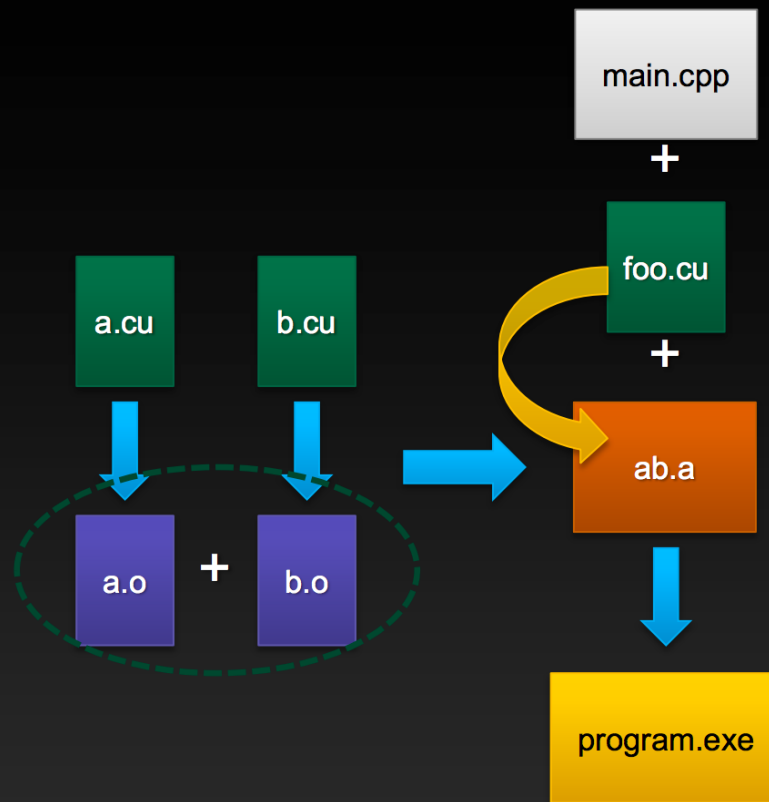 main.cpp
+
foo.cu
+
a.cu
b.cu
ab.a
a.o
+
b.o
program.exe